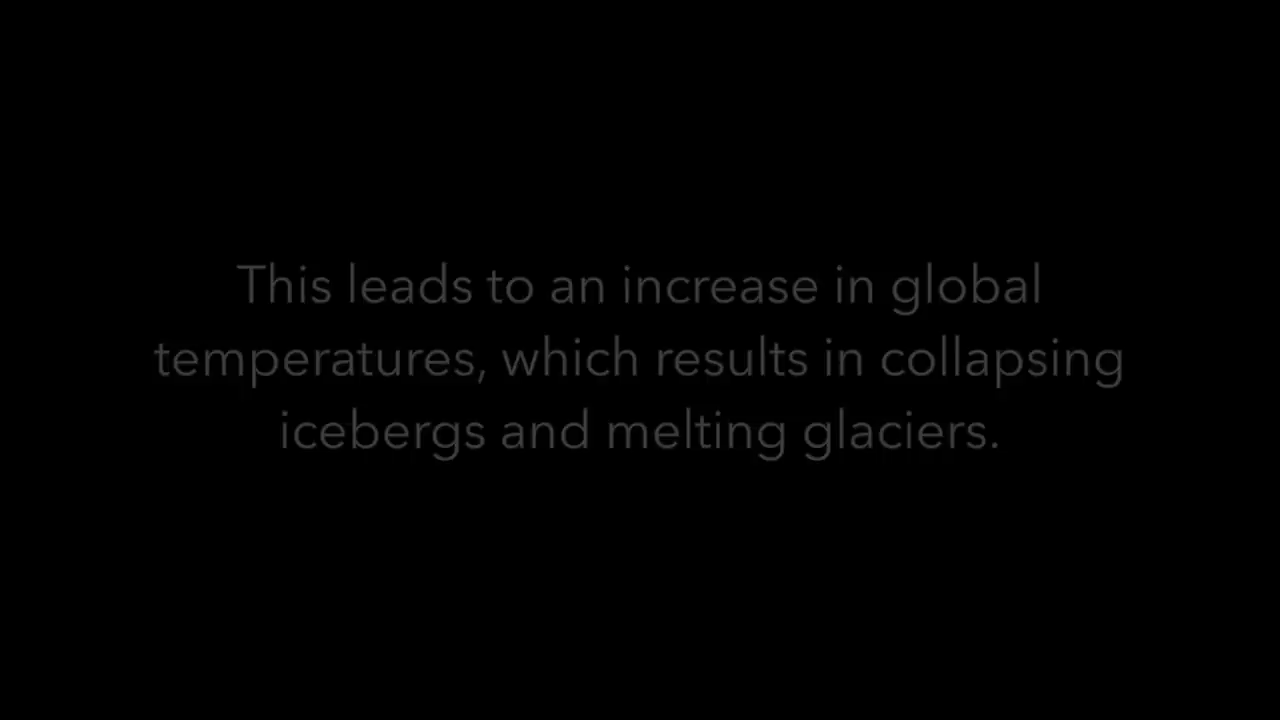 This leads to an increase in global
temperatures, which results in collapsing
icebergs and melting glaciers.